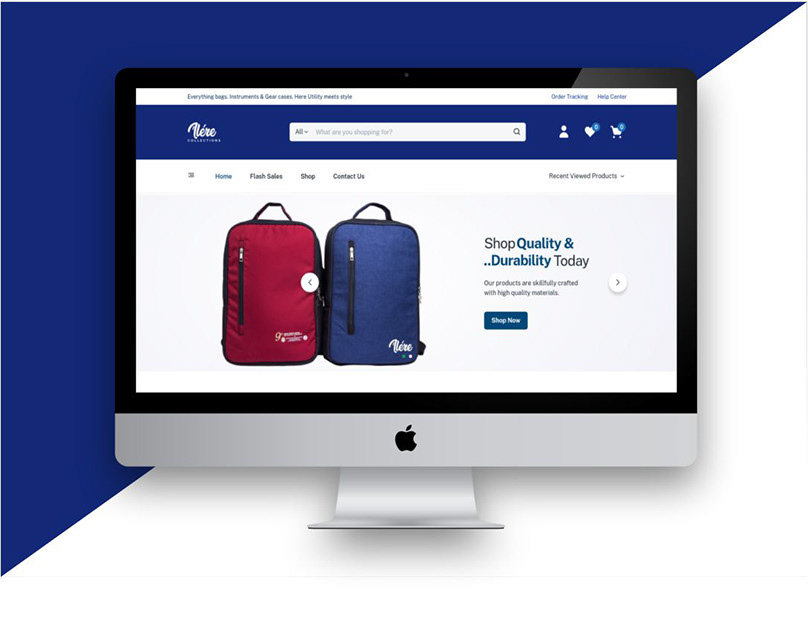 Everything bags. Instruments & Gear cases. Here Utility meets style
Order Tracking Help Center
Ilére
COLLECTIONS
All
What are you shopping for?
0
0
Home Flash Sales Shop Contact Us
Recent Viewed Products
Shop Quality &
..Durability Today
Our products are skillfully crafted
with high quality materials.
Shop Now
Ilére